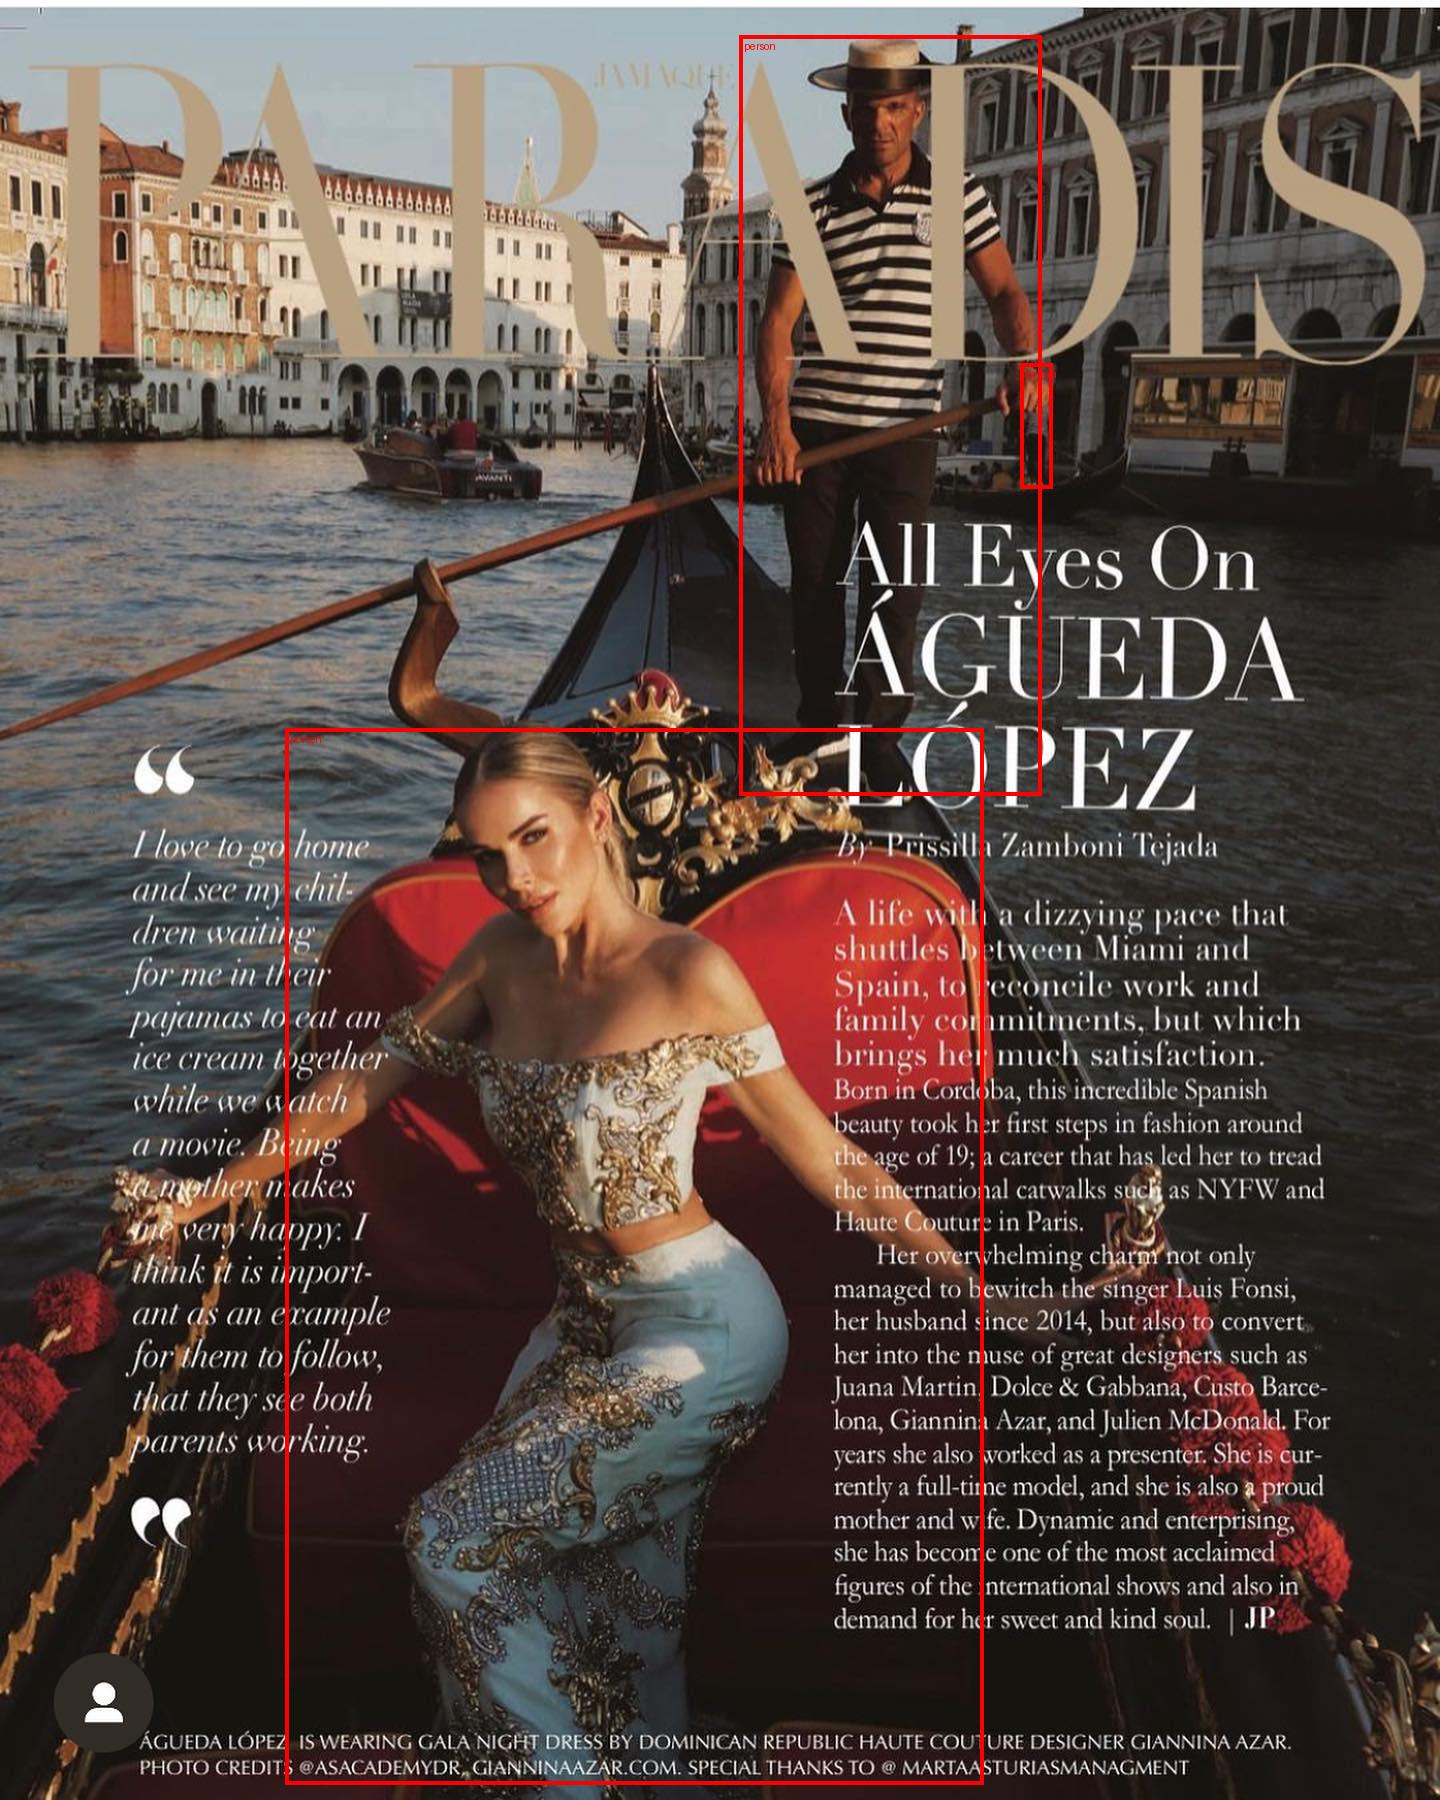 PARADIS
JAMAQUE
AVANTI
All Eyes On
ÁGUEDA
LÓPEZ
By Prissilla Zamboni Tejada
“
I love to go home
and see my chil-
dren waiting
for me in their
pajamas to eat an
ice cream together
while we watch
a movie. Being
a mother makes
me very happy. I
think it is import-
ant as an example
for them to follow,
that they see both
parents working.
”
A life with a dizzying pace that
shuttles between Miami and
Spain, to reconcile work and
family commitments, but which
brings her much satisfaction.
Born in Cordoba, this incredible Spanish
beauty took her first steps in fashion around
the age of 19; a career that has led her to tread
the international catwalks such as NYFW and
Haute Couture in Paris.
Her overwhelming charm not only
managed to bewitch the singer Luis Fonsi,
her husband since 2014, but also to convert
her into the muse of great designers such as
Juana Martin, Dolce & Gabbana, Custo Barce-
lona, Giannina Azar, and Julien McDonald. For
years she also worked as a presenter. She is cur-
rently a full-time model, and she is also a proud
mother and wife. Dynamic and enterprising,
she has become one of the most acclaimed
figures of the international shows and also in
demand for her sweet and kind soul. | JP
ÁGUEDA LÓPEZ IS WEARING GALA NIGHT DRESS BY DOMINICAN REPUBLIC HAUTE COUTURE DESIGNER GIANNINA AZAR.
PHOTO CREDITS @ASACADEMYDR, GIANNINAAZAR.COM. SPECIAL THANKS TO @ MARTAASTURIASMANAGMENT
person